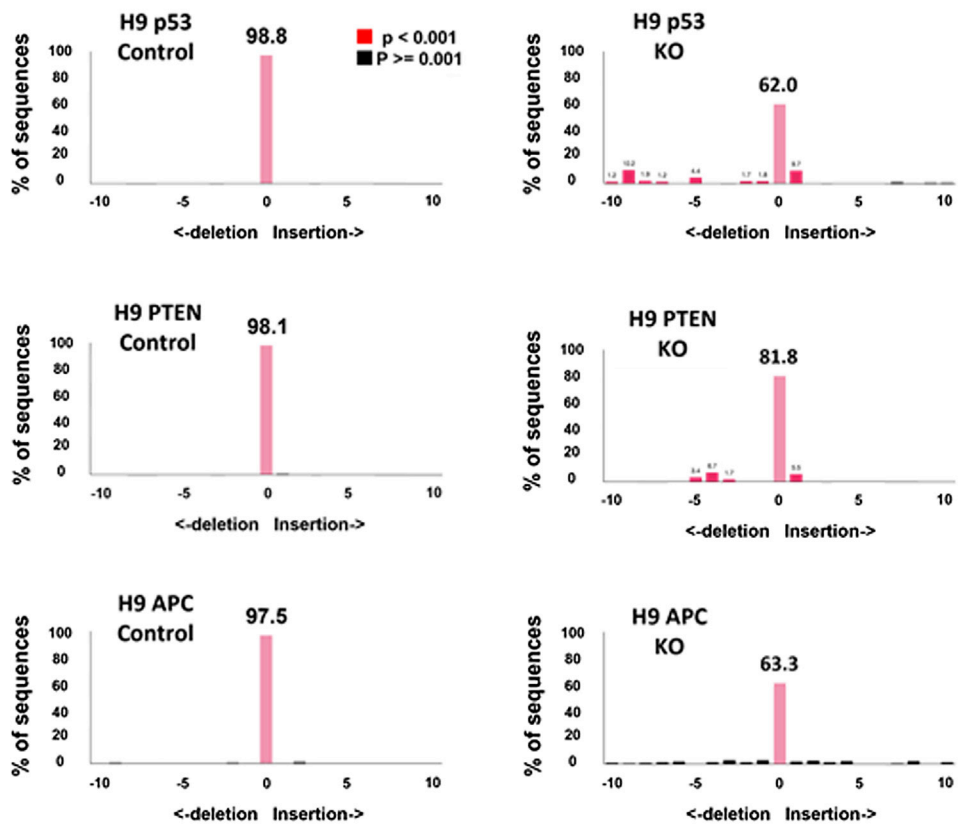 H9 p53
Control
98.8
p < 0.001
P >= 0.001
% of sequences
100
80
60
40
20
0
-10 -5 0 5 10
<-deletion Insertion->
H9 p53
KO
62.0
% of sequences
100
80
60
40
20
0
1.2 10.2 1.9 1.2 4.4 1.7 1.8 9.7
-10 -5 0 5 10
<-deletion Insertion->
H9 PTEN
Control
98.1
% of sequences
100
80
60
40
20
0
-10 -5 0 5 10
<-deletion Insertion->
H9 PTEN
KO
81.8
% of sequences
100
80
60
40
20
0
6.7 1.7 5.5
-10 -5 0 5 10
<-deletion Insertion->
H9 APC
Control
97.5
% of sequences
100
80
60
40
20
0
-10 -5 0 5 10
<-deletion Insertion->
H9 APC
KO
63.3
% of sequences
100
80
60
40
20
0
-10 -5 0 5 10
<-deletion Insertion->